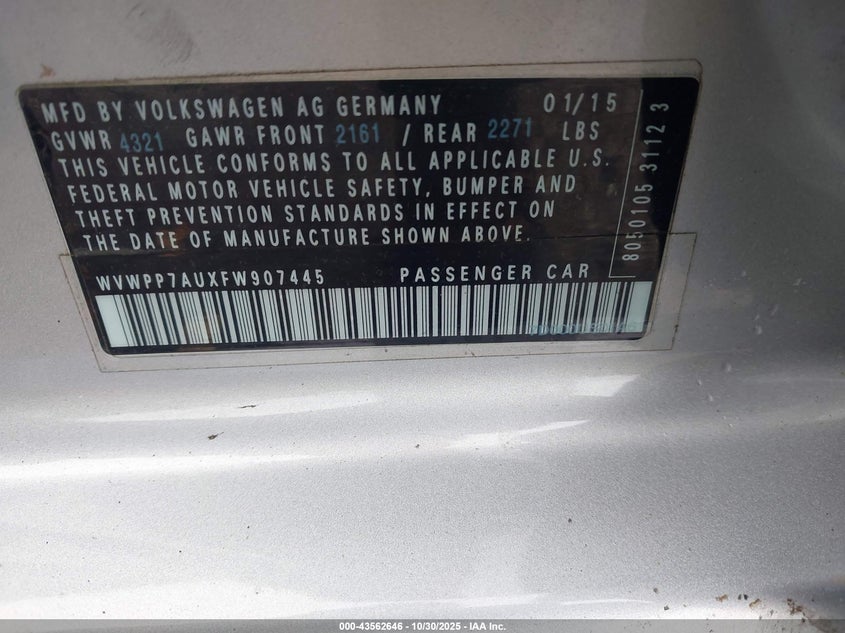 MFD BY VOLKSWAGEN AG GERMANY 01/15
GVWR 4321 GAWR FRONT 2161 / REAR 2271 LBS
THIS VEHICLE CONFORMS TO ALL APPLICABLE U.S.
FEDERAL MOTOR VEHICLE SAFETY, BUMPER AND
THEFT PREVENTION STANDARDS IN EFFECT ON
THE DATE OF MANUFACTURE SHOWN ABOVE.
WVWPP7AUXFW907445 PASSENGER CAR
8050105 3112 3
000-43562646 - 10/30/2025 - IAA Inc.